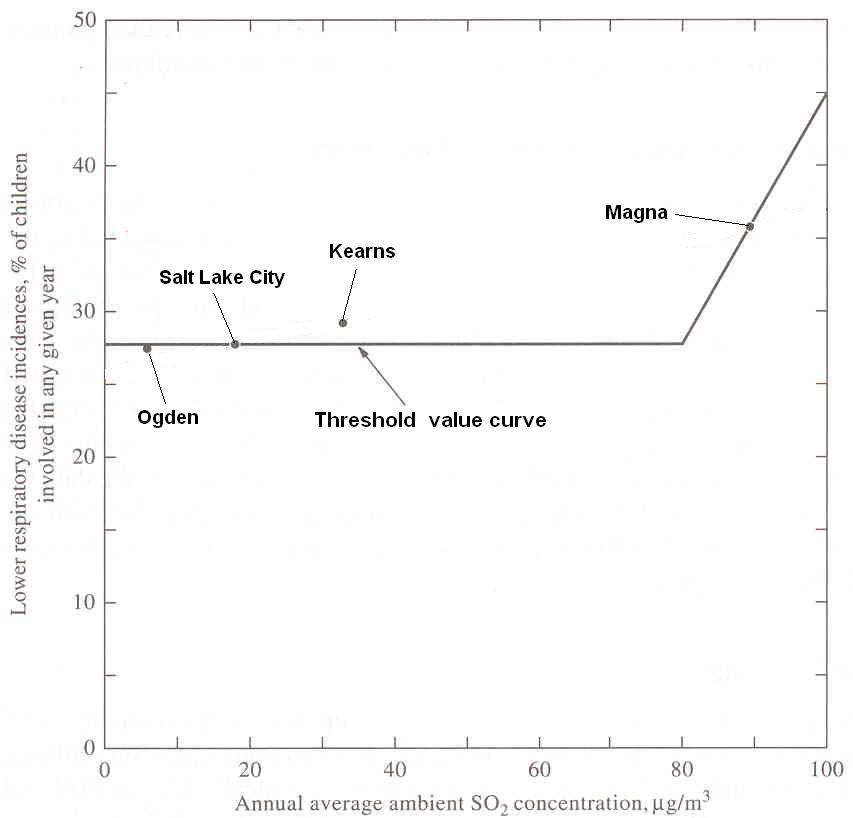 50
40
30
20
10
0
Lower respiratory disease incidences, % of children
involved in any given year
Magna
Kearns
Salt Lake City
Ogden
Threshold value curve
0 20 40 60 80 100
Annual average ambient SO₂ concentration, μg/m³